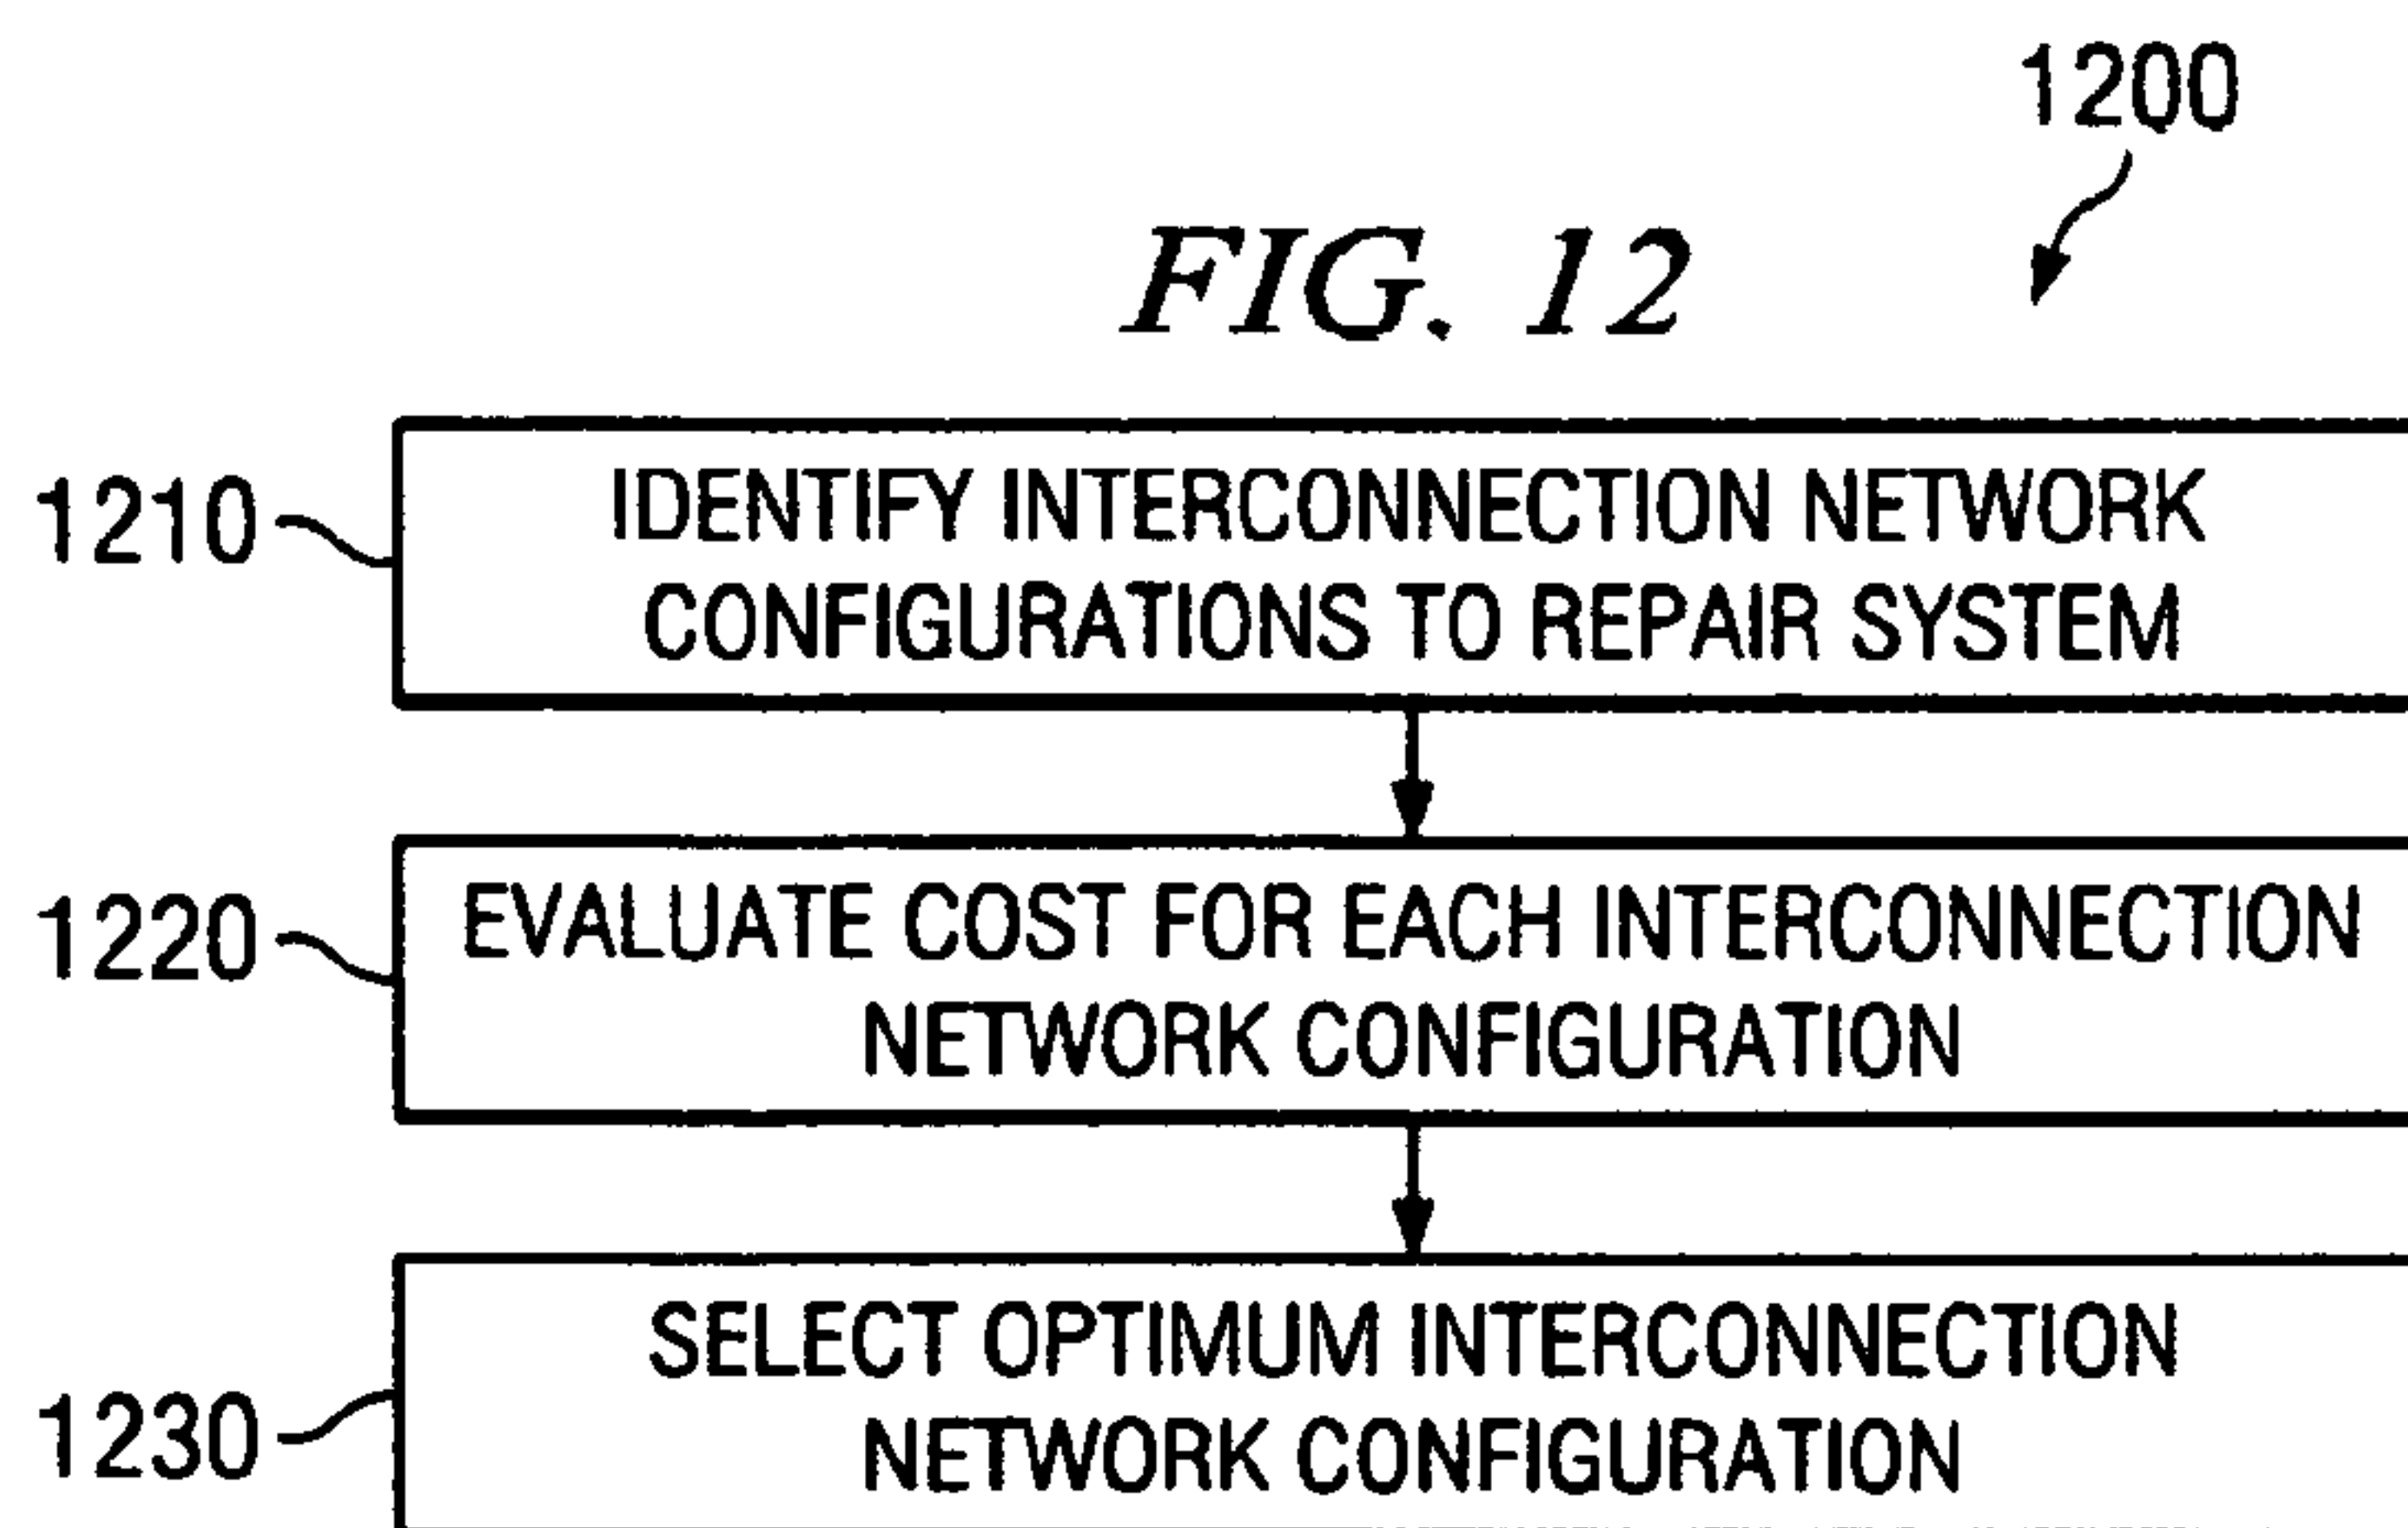 1200
FIG. 12
1210
IDENTIFY INTERCONNECTION NETWORK
CONFIGURATIONS TO REPAIR SYSTEM
1220
EVALUATE COST FOR EACH INTERCONNECTION
NETWORK CONFIGURATION
1230
SELECT OPTIMUM INTERCONNECTION
NETWORK CONFIGURATION